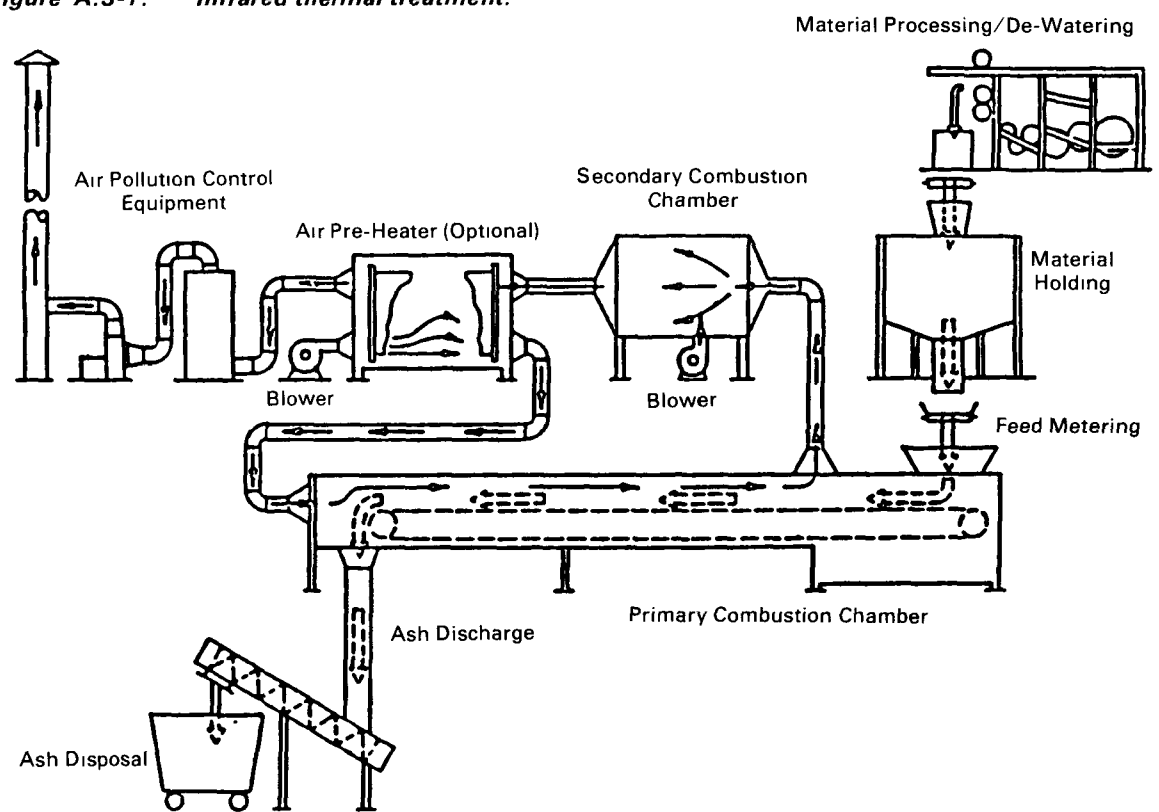 Figure A.3-1. Infrared thermal treatment.
Material Processing/De-Watering
Air Pollution Control
Equipment
Secondary Combustion
Chamber
Air Pre-Heater (Optional)
Material
Holding
Blower
Blower
Feed Metering
Primary Combustion Chamber
Ash Discharge
Ash Disposal